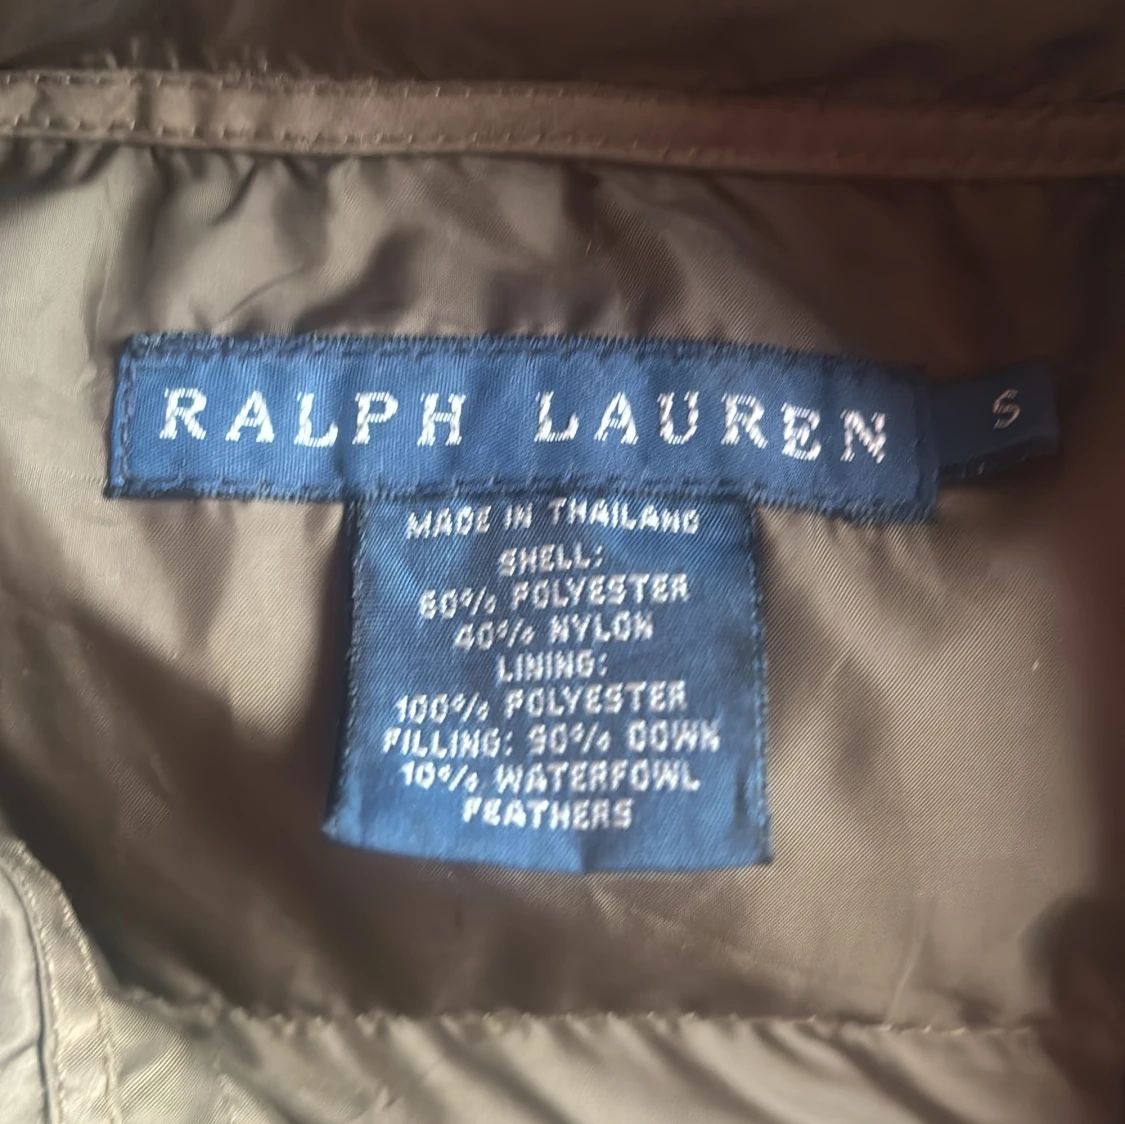 RALPH LAUREN
S
MADE IN THAILAND
SHELL:
60% POLYESTER
40% NYLON
LINING:
100% POLYESTER
FILLING: 90% DOWN
10% WATERFOWL
FEATHERS